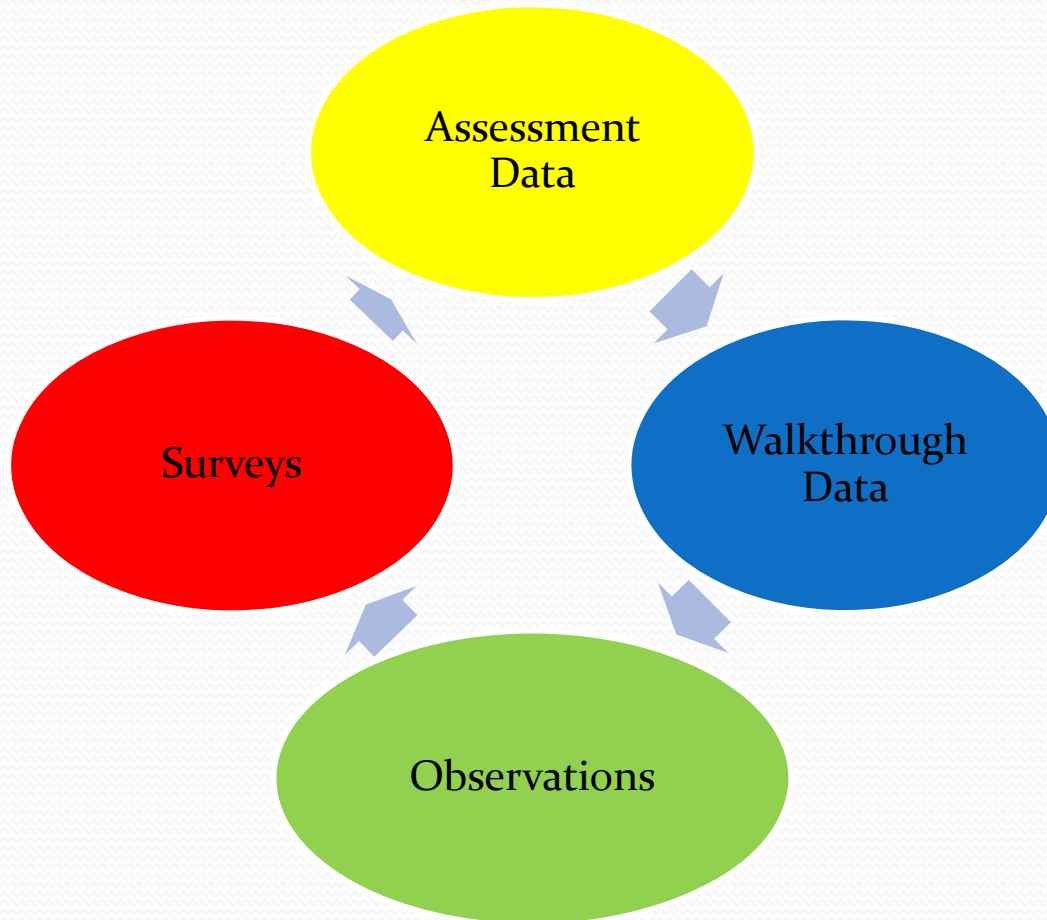 Assessment
Data
Surveys
Walkthrough
Data
Observations